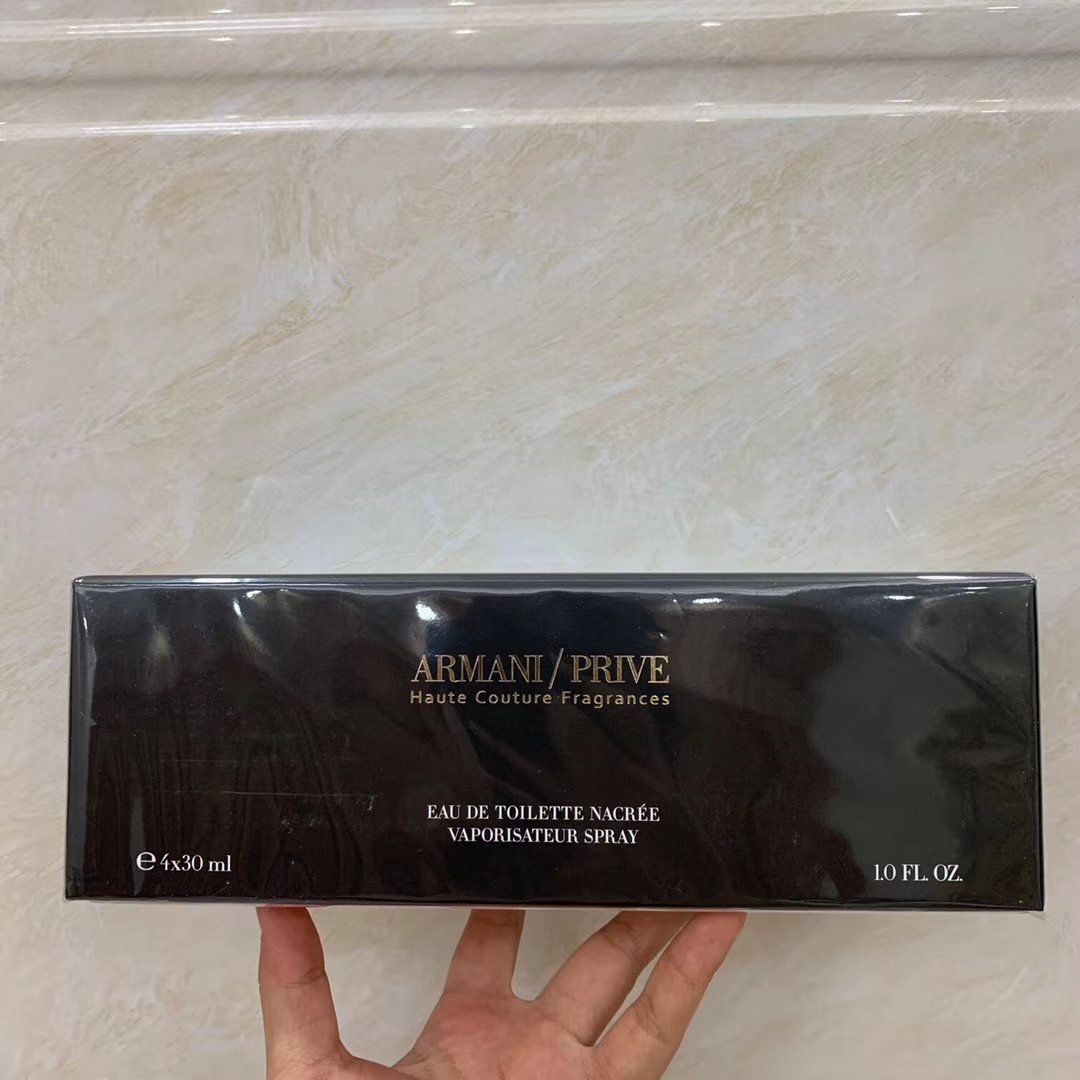 ARMANI / PRIVE
Haute Couture Fragrances
EAU DE TOILETTE NACRÉE
VAPORISATEUR SPRAY
℮ 4x30 ml
1.0 FL. OZ.